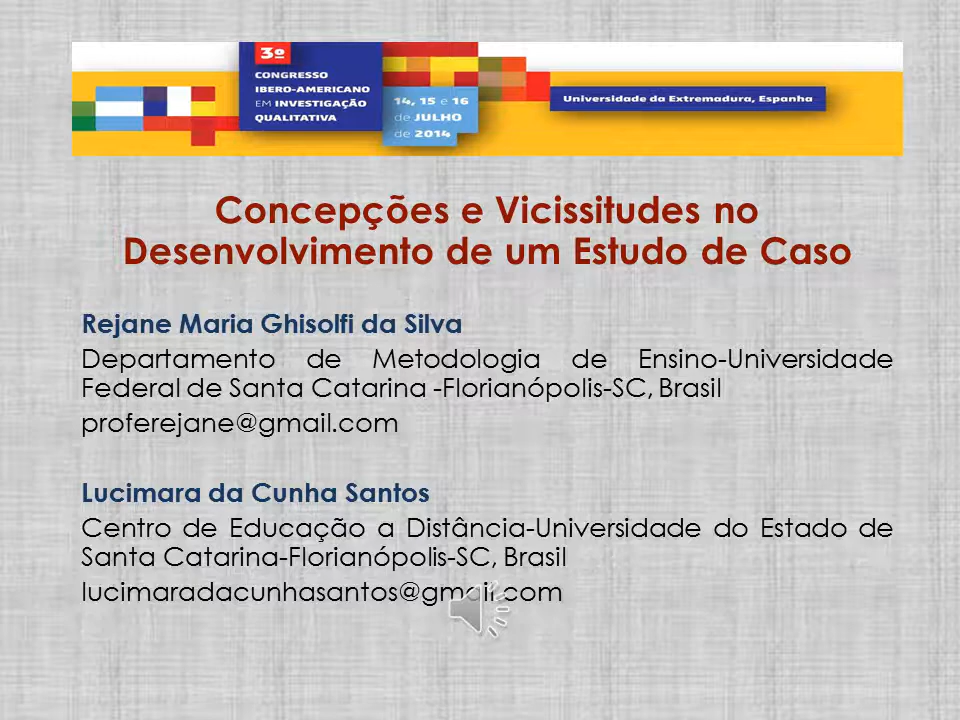 3º
CONGRESSO
IBERO-AMERICANO
EM INVESTIGAÇÃO
QUALITATIVA
14, 15 e 16
de JULHO
de 2014
Universidade da Extremadura, Espanha
Concepções e Vicissitudes no
Desenvolvimento de um Estudo de Caso
Rejane Maria Ghisolfi da Silva
Departamento de Metodologia de Ensino-Universidade
Federal de Santa Catarina -Florianópolis-SC, Brasil
proferejane@gmail.com
Lucimara da Cunha Santos
Centro de Educação a Distância-Universidade do Estado de
Santa Catarina-Florianópolis-SC, Brasil
lucimaradacunhasantos@gmail.com